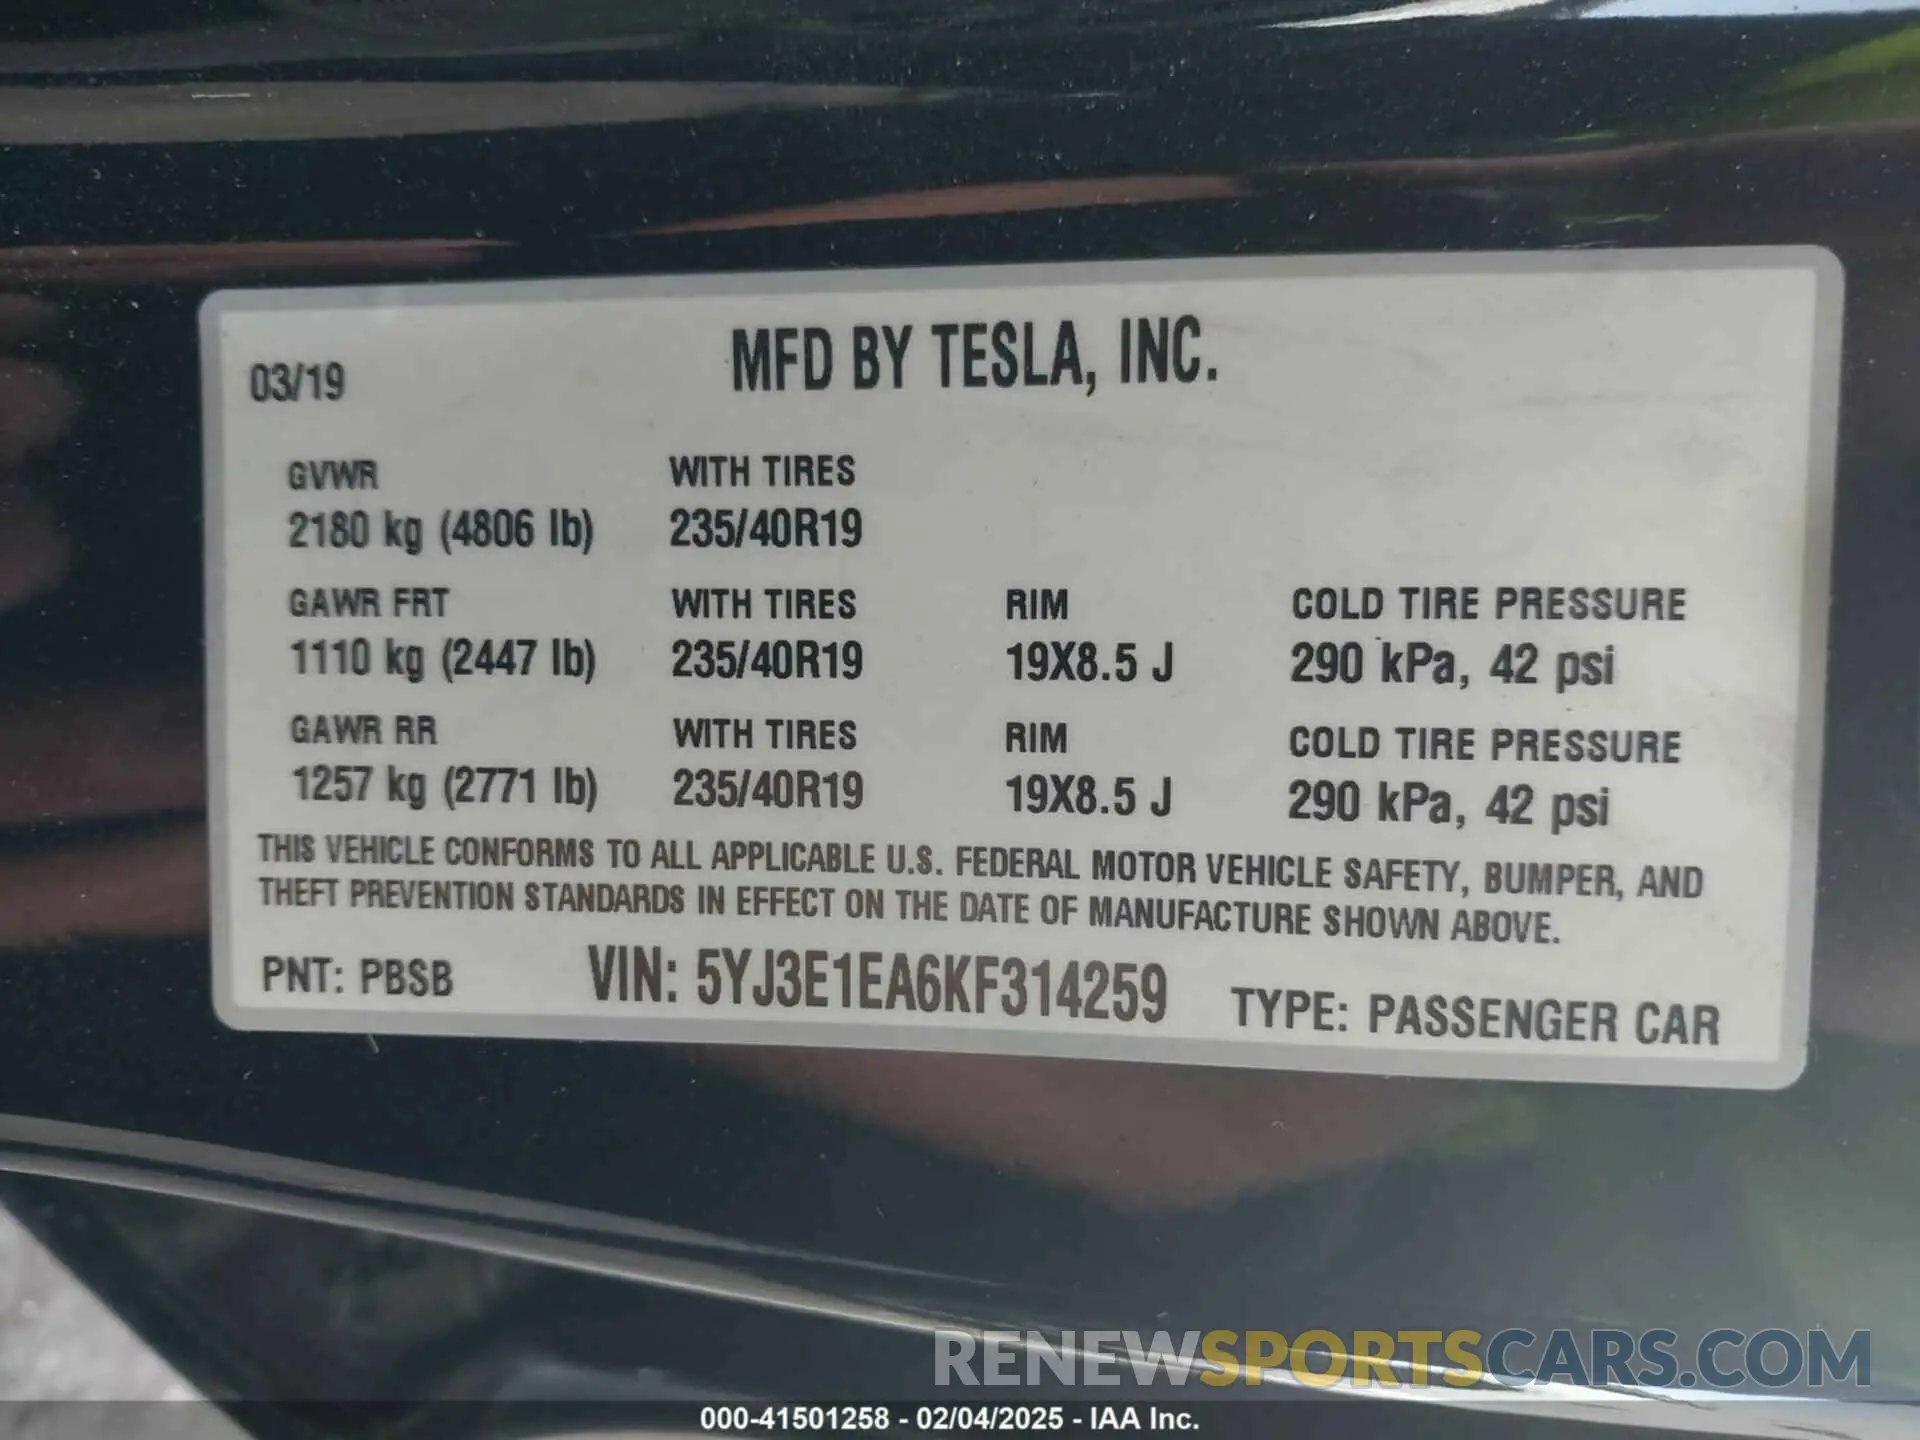 MFD BY TESLA, INC.
03/19
GVWR WITH TIRES
2180 kg (4806 lb) 235/40R19
GAWR FRT WITH TIRES RIM COLD TIRE PRESSURE
1110 kg (2447 lb) 235/40R19 19X8.5 J 290 kPa, 42 psi
GAWR RR WITH TIRES RIM COLD TIRE PRESSURE
1257 kg (2771 lb) 235/40R19 19X8.5 J 290 kPa, 42 psi
THIS VEHICLE CONFORMS TO ALL APPLICABLE U.S. FEDERAL MOTOR VEHICLE SAFETY, BUMPER, AND
THEFT PREVENTION STANDARDS IN EFFECT ON THE DATE OF MANUFACTURE SHOWN ABOVE.
PNT: PBSB VIN: 5YJ3E1EA6KF314259 TYPE: PASSENGER CAR
RENEWSPORTSCARS.COM
000-41501258 - 02/04/2025 - IAA Inc.